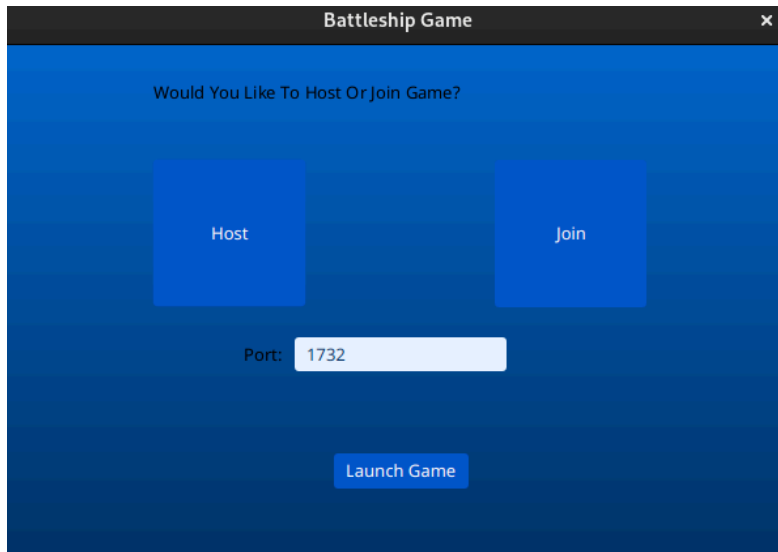 Battleship Game
Would You Like To Host Or Join Game?
Host
Join
Port: 1732
Launch Game